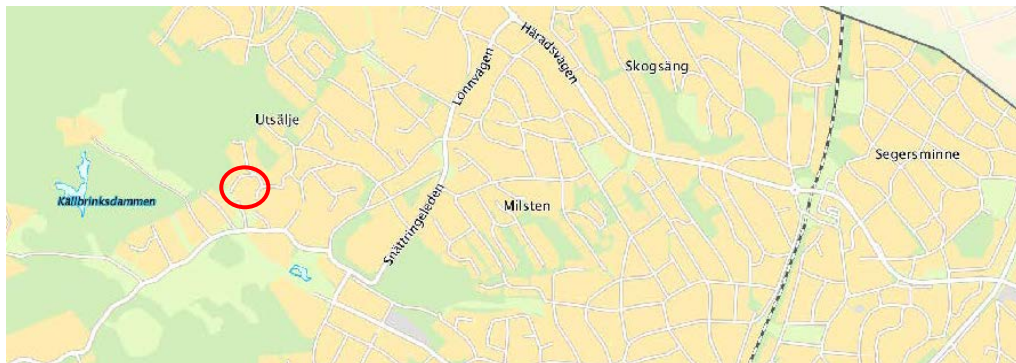 Häradsvägen
Lönnvägen
Skogsäng
Utsälje
Segersminne
Källbrinksdammen
Milsten
Snättringeleden